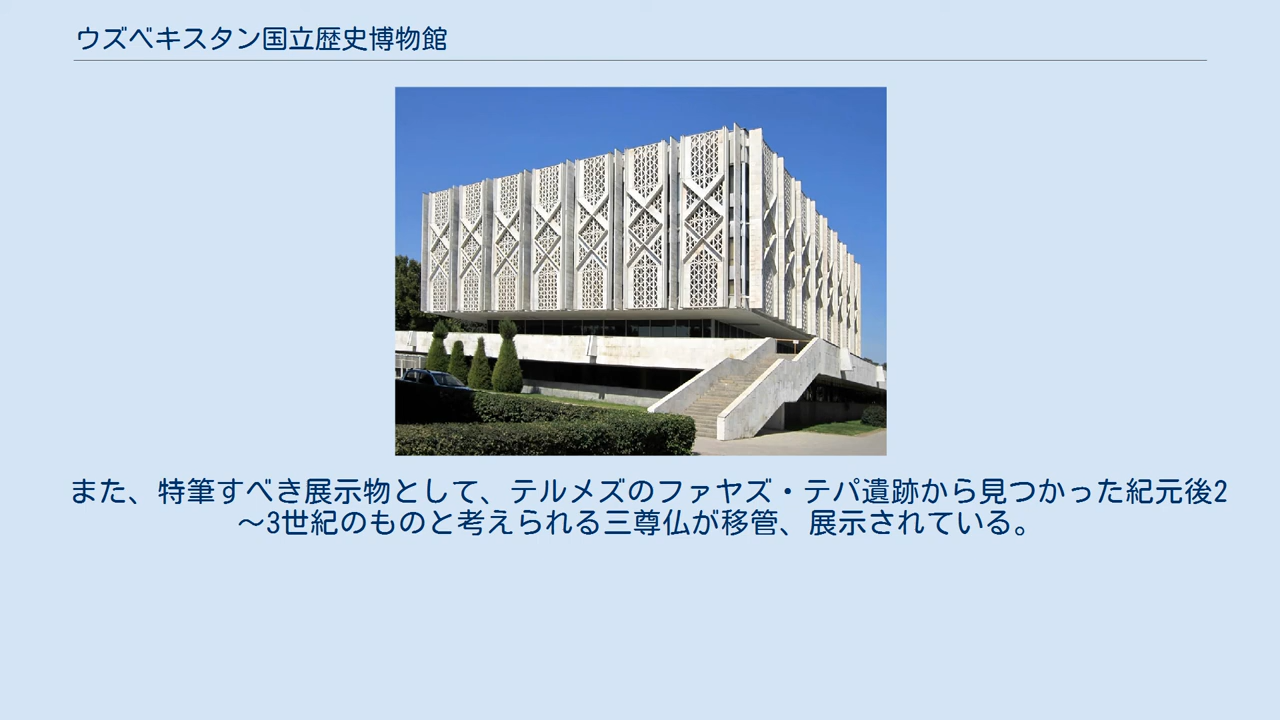 ウズベキスタン国立歴史博物館
また、特筆すべき展示物として、テルメズのファヤズ・テパ遺跡から見つかった紀元後2
～3世紀のものと考えられる三尊仏が移管、展示されている。